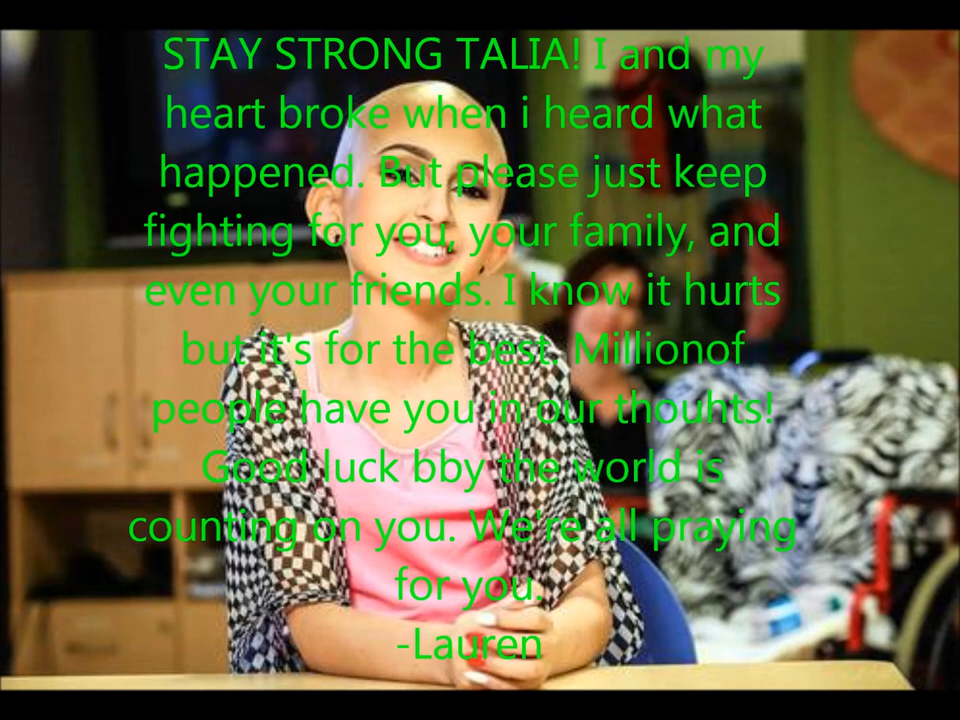 STAY STRONG TALIA! I and my
heart broke when i heard what
happened. But please just keep
fighting for you, your family, and
even your friends. I know it hurts
but it's for the best. Millionof
people have you in our thouhts!
Good luck bby the world is
counting on you. We're all praying
for you.
-Lauren